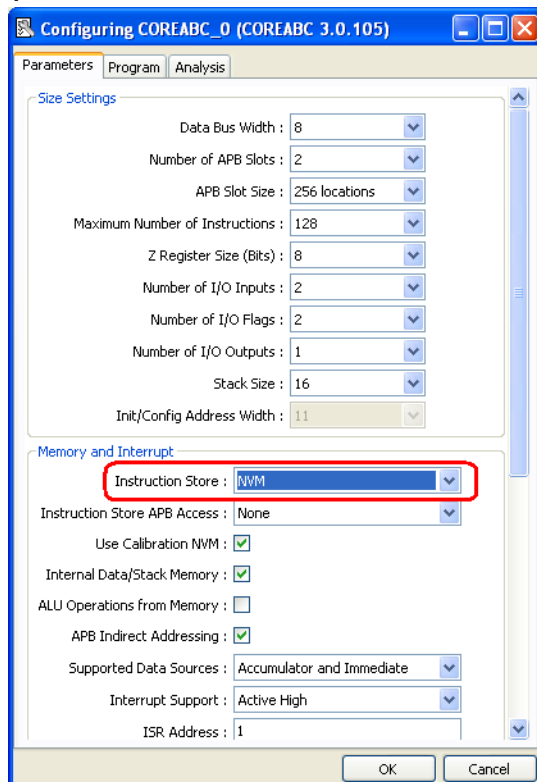 Configuring COREABC_0 (COREABC 3.0.105)
Parameters Program Analysis
Size Settings
Data Bus Width : 8
Number of APB Slots : 2
APB Slot Size : 256 locations
Maximum Number of Instructions : 128
Z Register Size (Bits) : 8
Number of I/O Inputs : 2
Number of I/O Flags : 2
Number of I/O Outputs : 1
Stack Size : 16
Init/Config Address Width : 11
Memory and Interrupt
Instruction Store : NVM
Instruction Store APB Access : None
Use Calibration NVM :
Internal Data/Stack Memory :
ALU Operations from Memory :
APB Indirect Addressing :
Supported Data Sources : Accumulator and Immediate
Interrupt Support : Active High
ISR Address : 1
OK Cancel